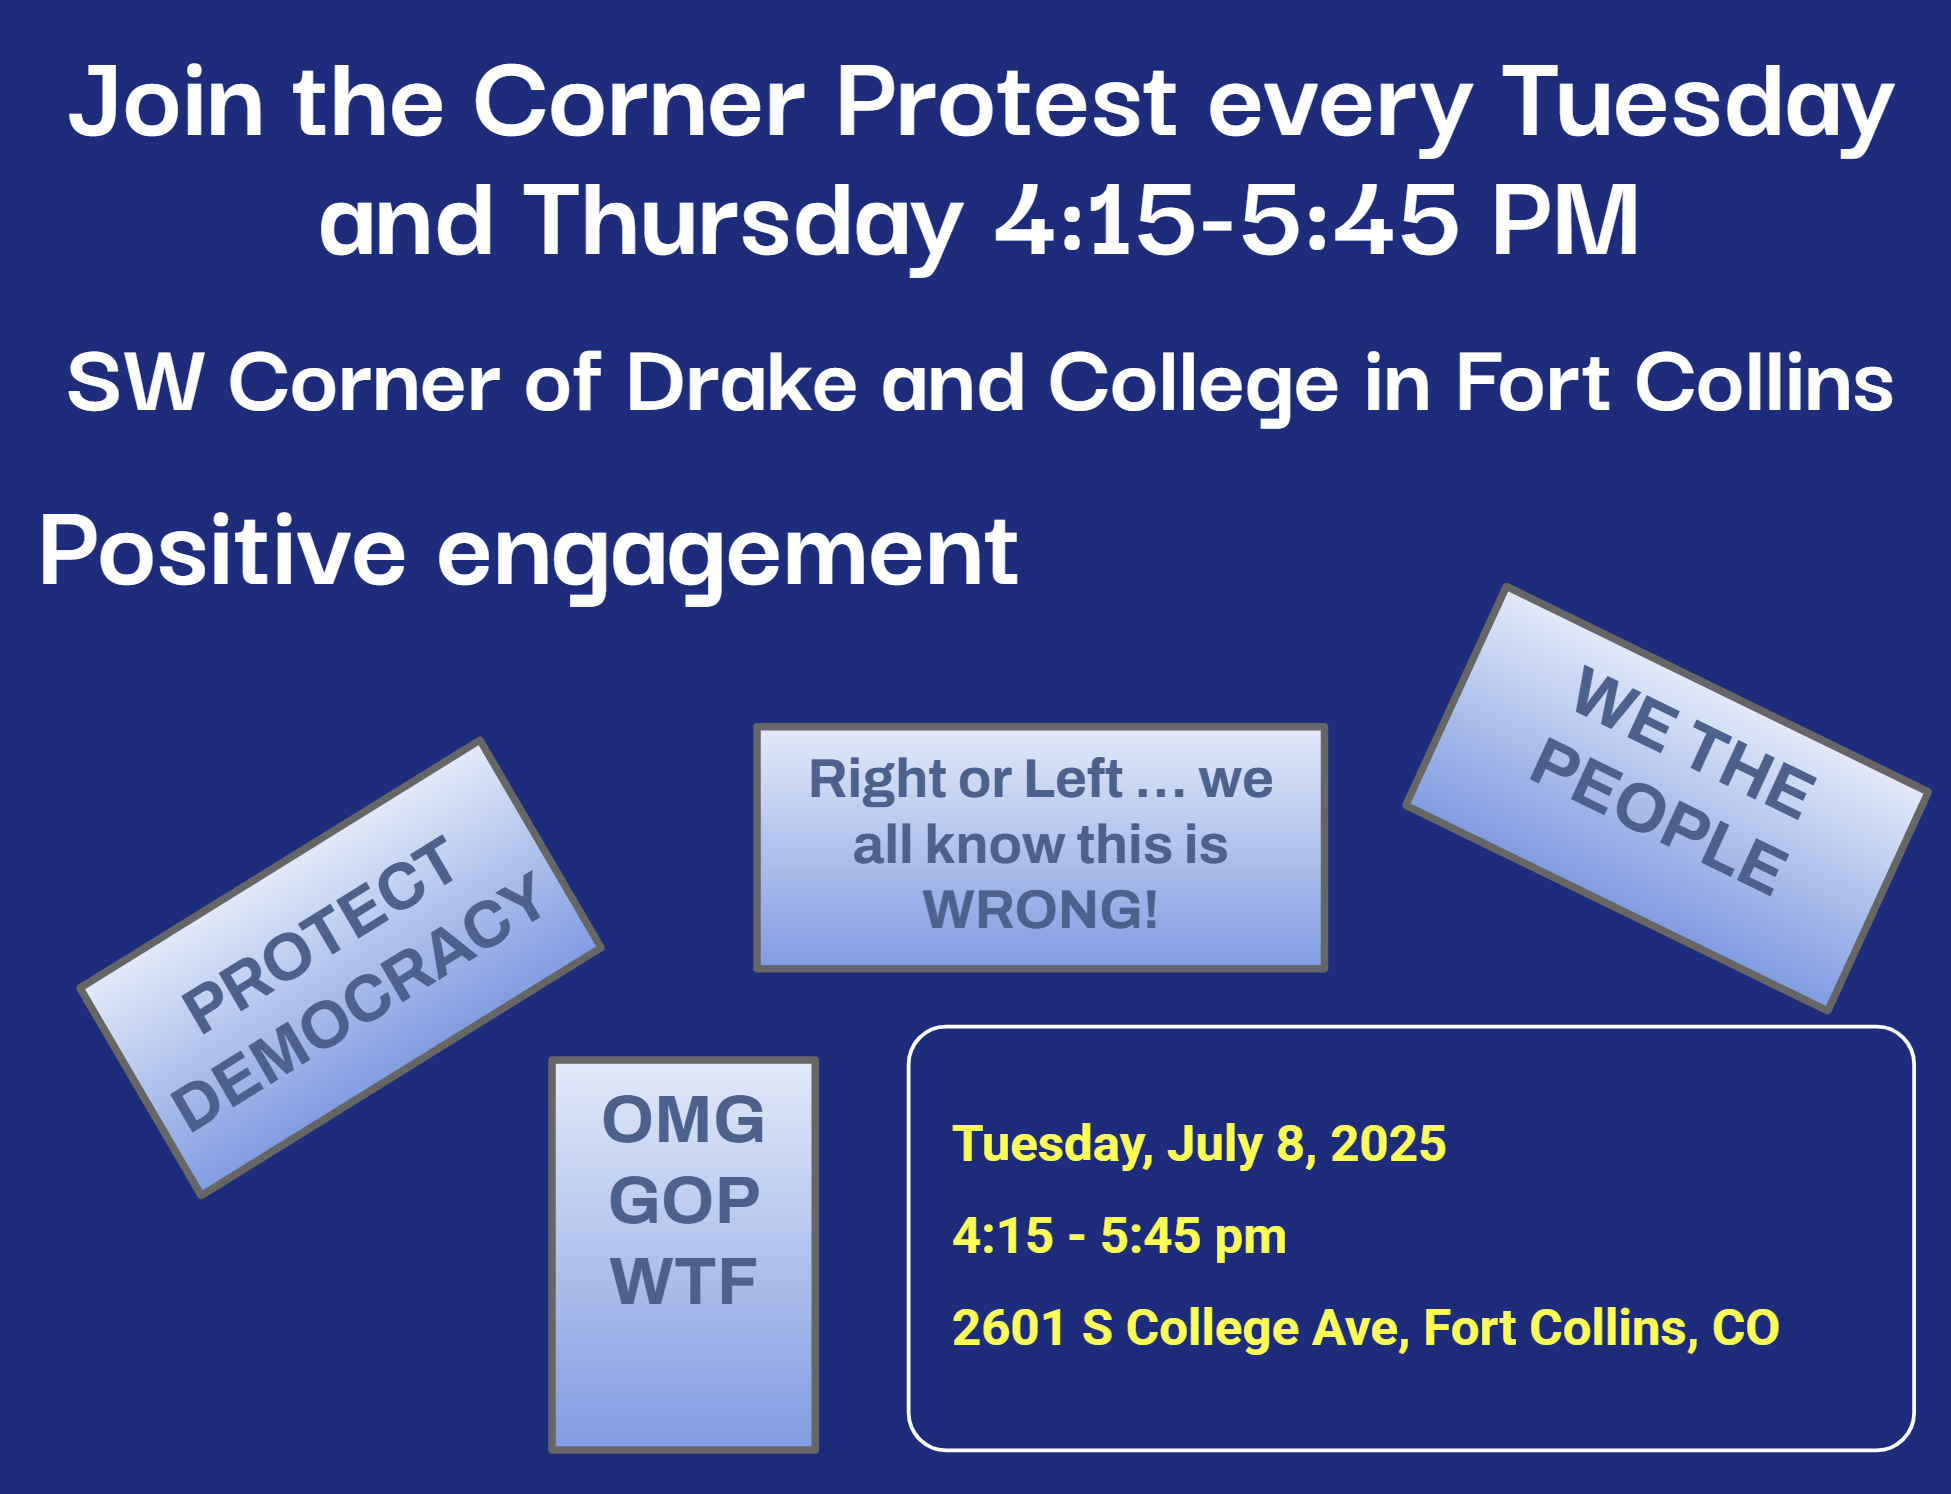 Join the Corner Protest every Tuesday
and Thursday 4:15-5:45 PM
SW Corner of Drake and College in Fort Collins
Positive engagement
WE THE
PEOPLE
Right or Left ... we
all know this is
WRONG!
PROTECT
DEMOCRACY
OMG
GOP
WTF
Tuesday, July 8, 2025
4:15 - 5:45 pm
2601 S College Ave, Fort Collins, CO